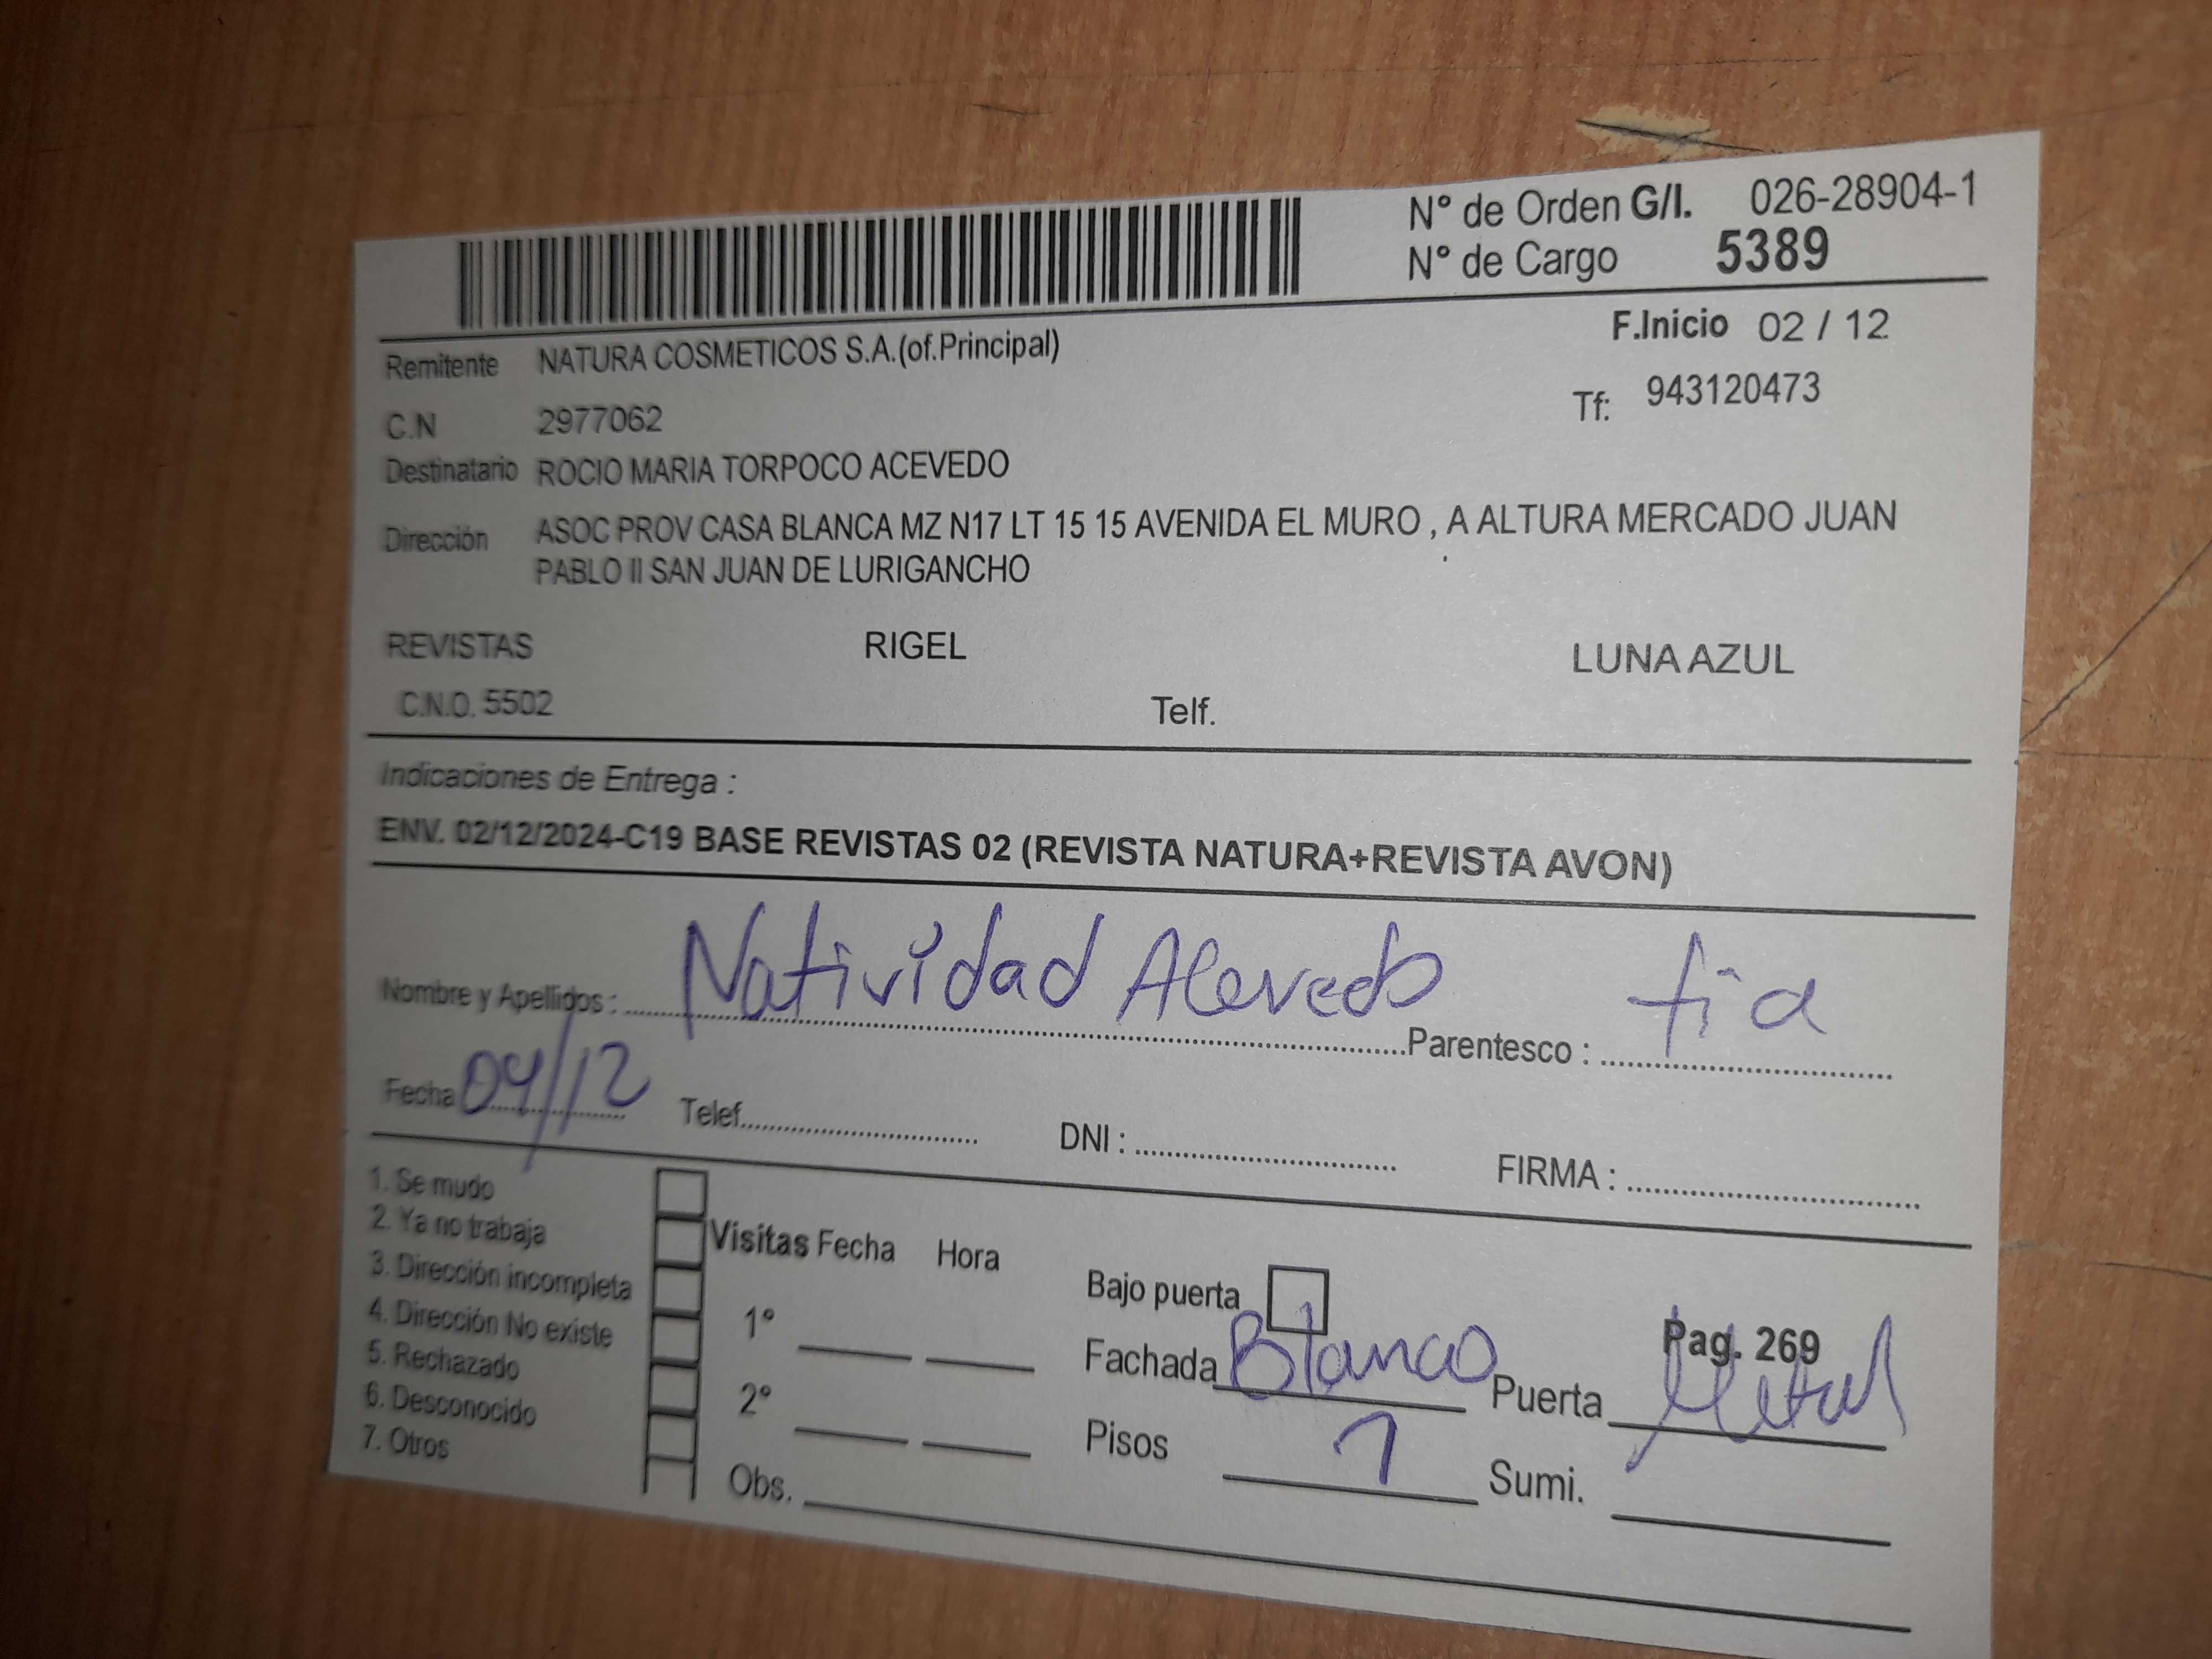 N° de Orden G/I. 026-28904-1
N° de Cargo 5389
F.Inicio 02 / 12
Remitente NATURA COSMETICOS S.A.(of.Principal)
Tf: 943120473
C.N 2977062
Destinatario ROCIO MARIA TORPOCO ACEVEDO
Dirección ASOC PROV CASA BLANCA MZ N17 LT 15 15 AVENIDA EL MURO , A ALTURA MERCADO JUAN
PABLO II SAN JUAN DE LURIGANCHO
REVISTAS RIGEL LUNA AZUL
C.N.O. 5502 Telf.
Indicaciones de Entrega :
ENV. 02/12/2024-C19 BASE REVISTAS 02 (REVISTA NATURA+REVISTA AVON)
Nombre y Apellidos : Natividad Acevedo Parentesco : tia
Fecha 04/12 Telef. DNI : FIRMA :
1. Se mudo
2. Ya no trabaja
3. Dirección incompleta
4. Dirección No existe
5. Rechazado
6. Desconocido
7. Otros
Visitas Fecha Hora
1°
2°
Obs.
Bajo puerta
Pag. 269
Fachada Blanco Puerta Metal
Pisos 1 Sumi.